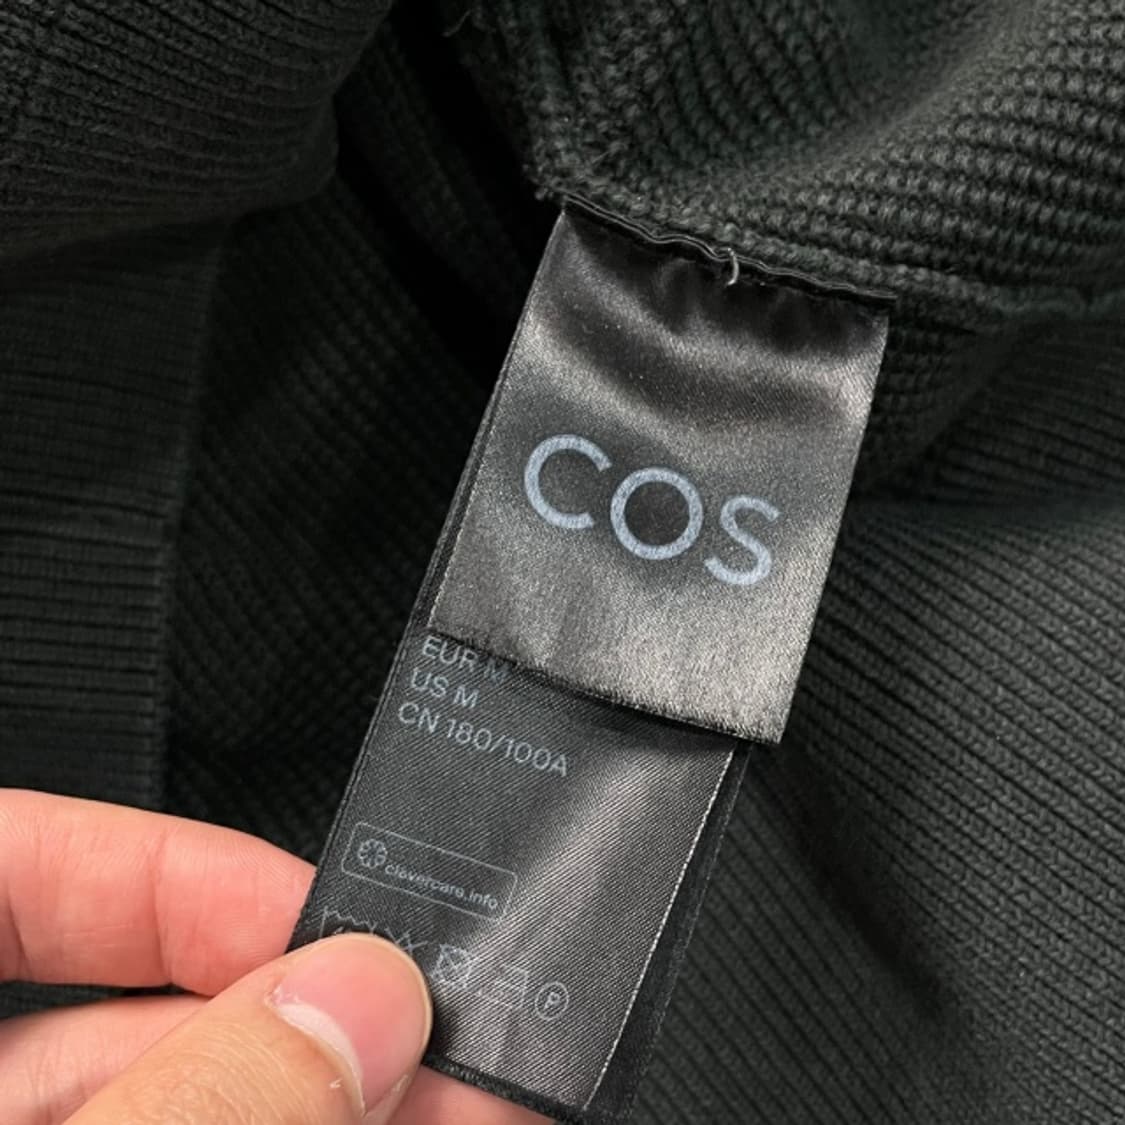 COS
EUR M
US M
CN 180/100A
clevercare.info
P